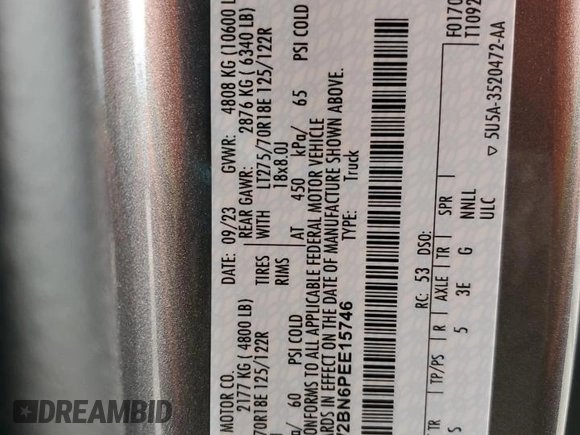 MOTOR CO. DATE: 09/23 GVWR: 4808 KG (10600 L
2177 KG ( 4800 LB) REAR GAWR: 2876 KG ( 6340 LB)
70R18E 125/122R TIRES WITH LT275/70R18E 125/122R
RIMS 18x8.0J
a/ 60 PSI COLD AT 450 kPa/ 65 PSI COLD
ONFORMS TO ALL APPLICABLE FEDERAL MOTOR VEHICLE
ARDS IN EFFECT ON THE DATE OF MANUFACTURE SHOWN ABOVE.
2BN6PEE15746 TYPE: Truck
F0170
T1092
RC: 53 DSO:
TR TP/PS R AXLE TR SPR
S 5 3E G NNLL
ULC
▽ 5U5A-3520472-AA
DREAMBID